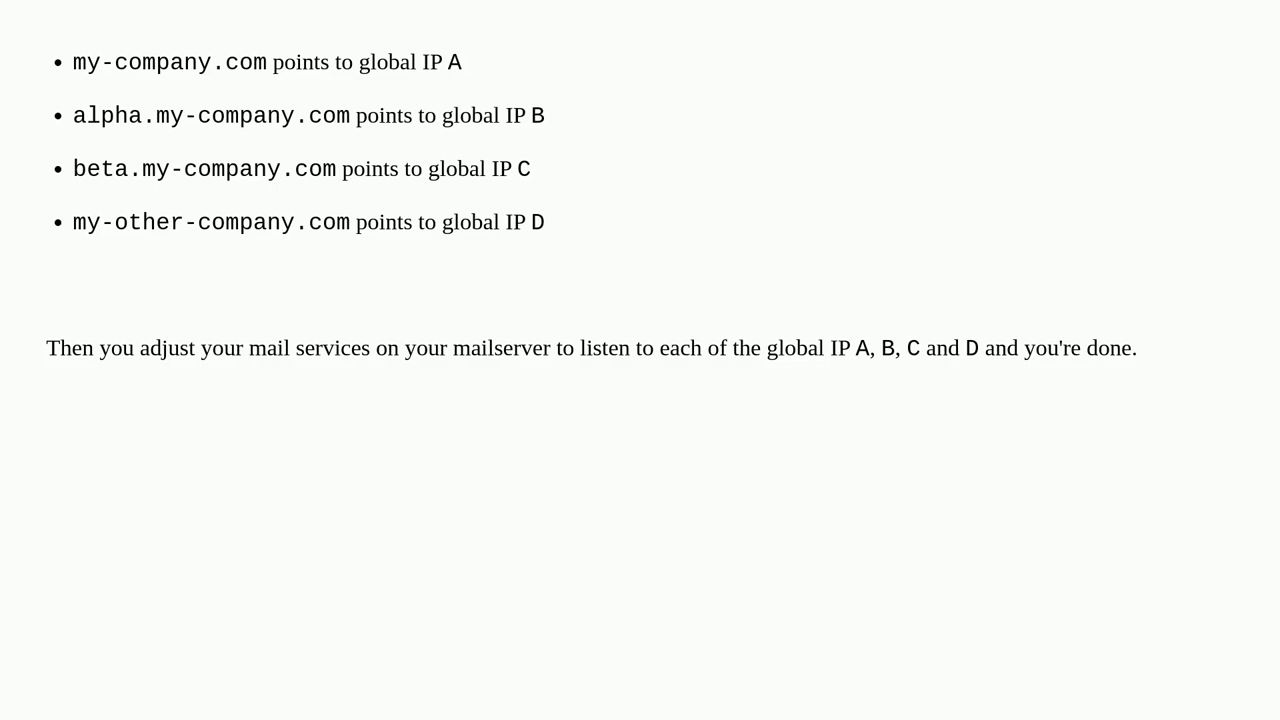 • my-company.com points to global IP A
• alpha.my-company.com points to global IP B
• beta.my-company.com points to global IP C
• my-other-company.com points to global IP D
Then you adjust your mail services on your mailserver to listen to each of the global IP A, B, C and D and you're done.